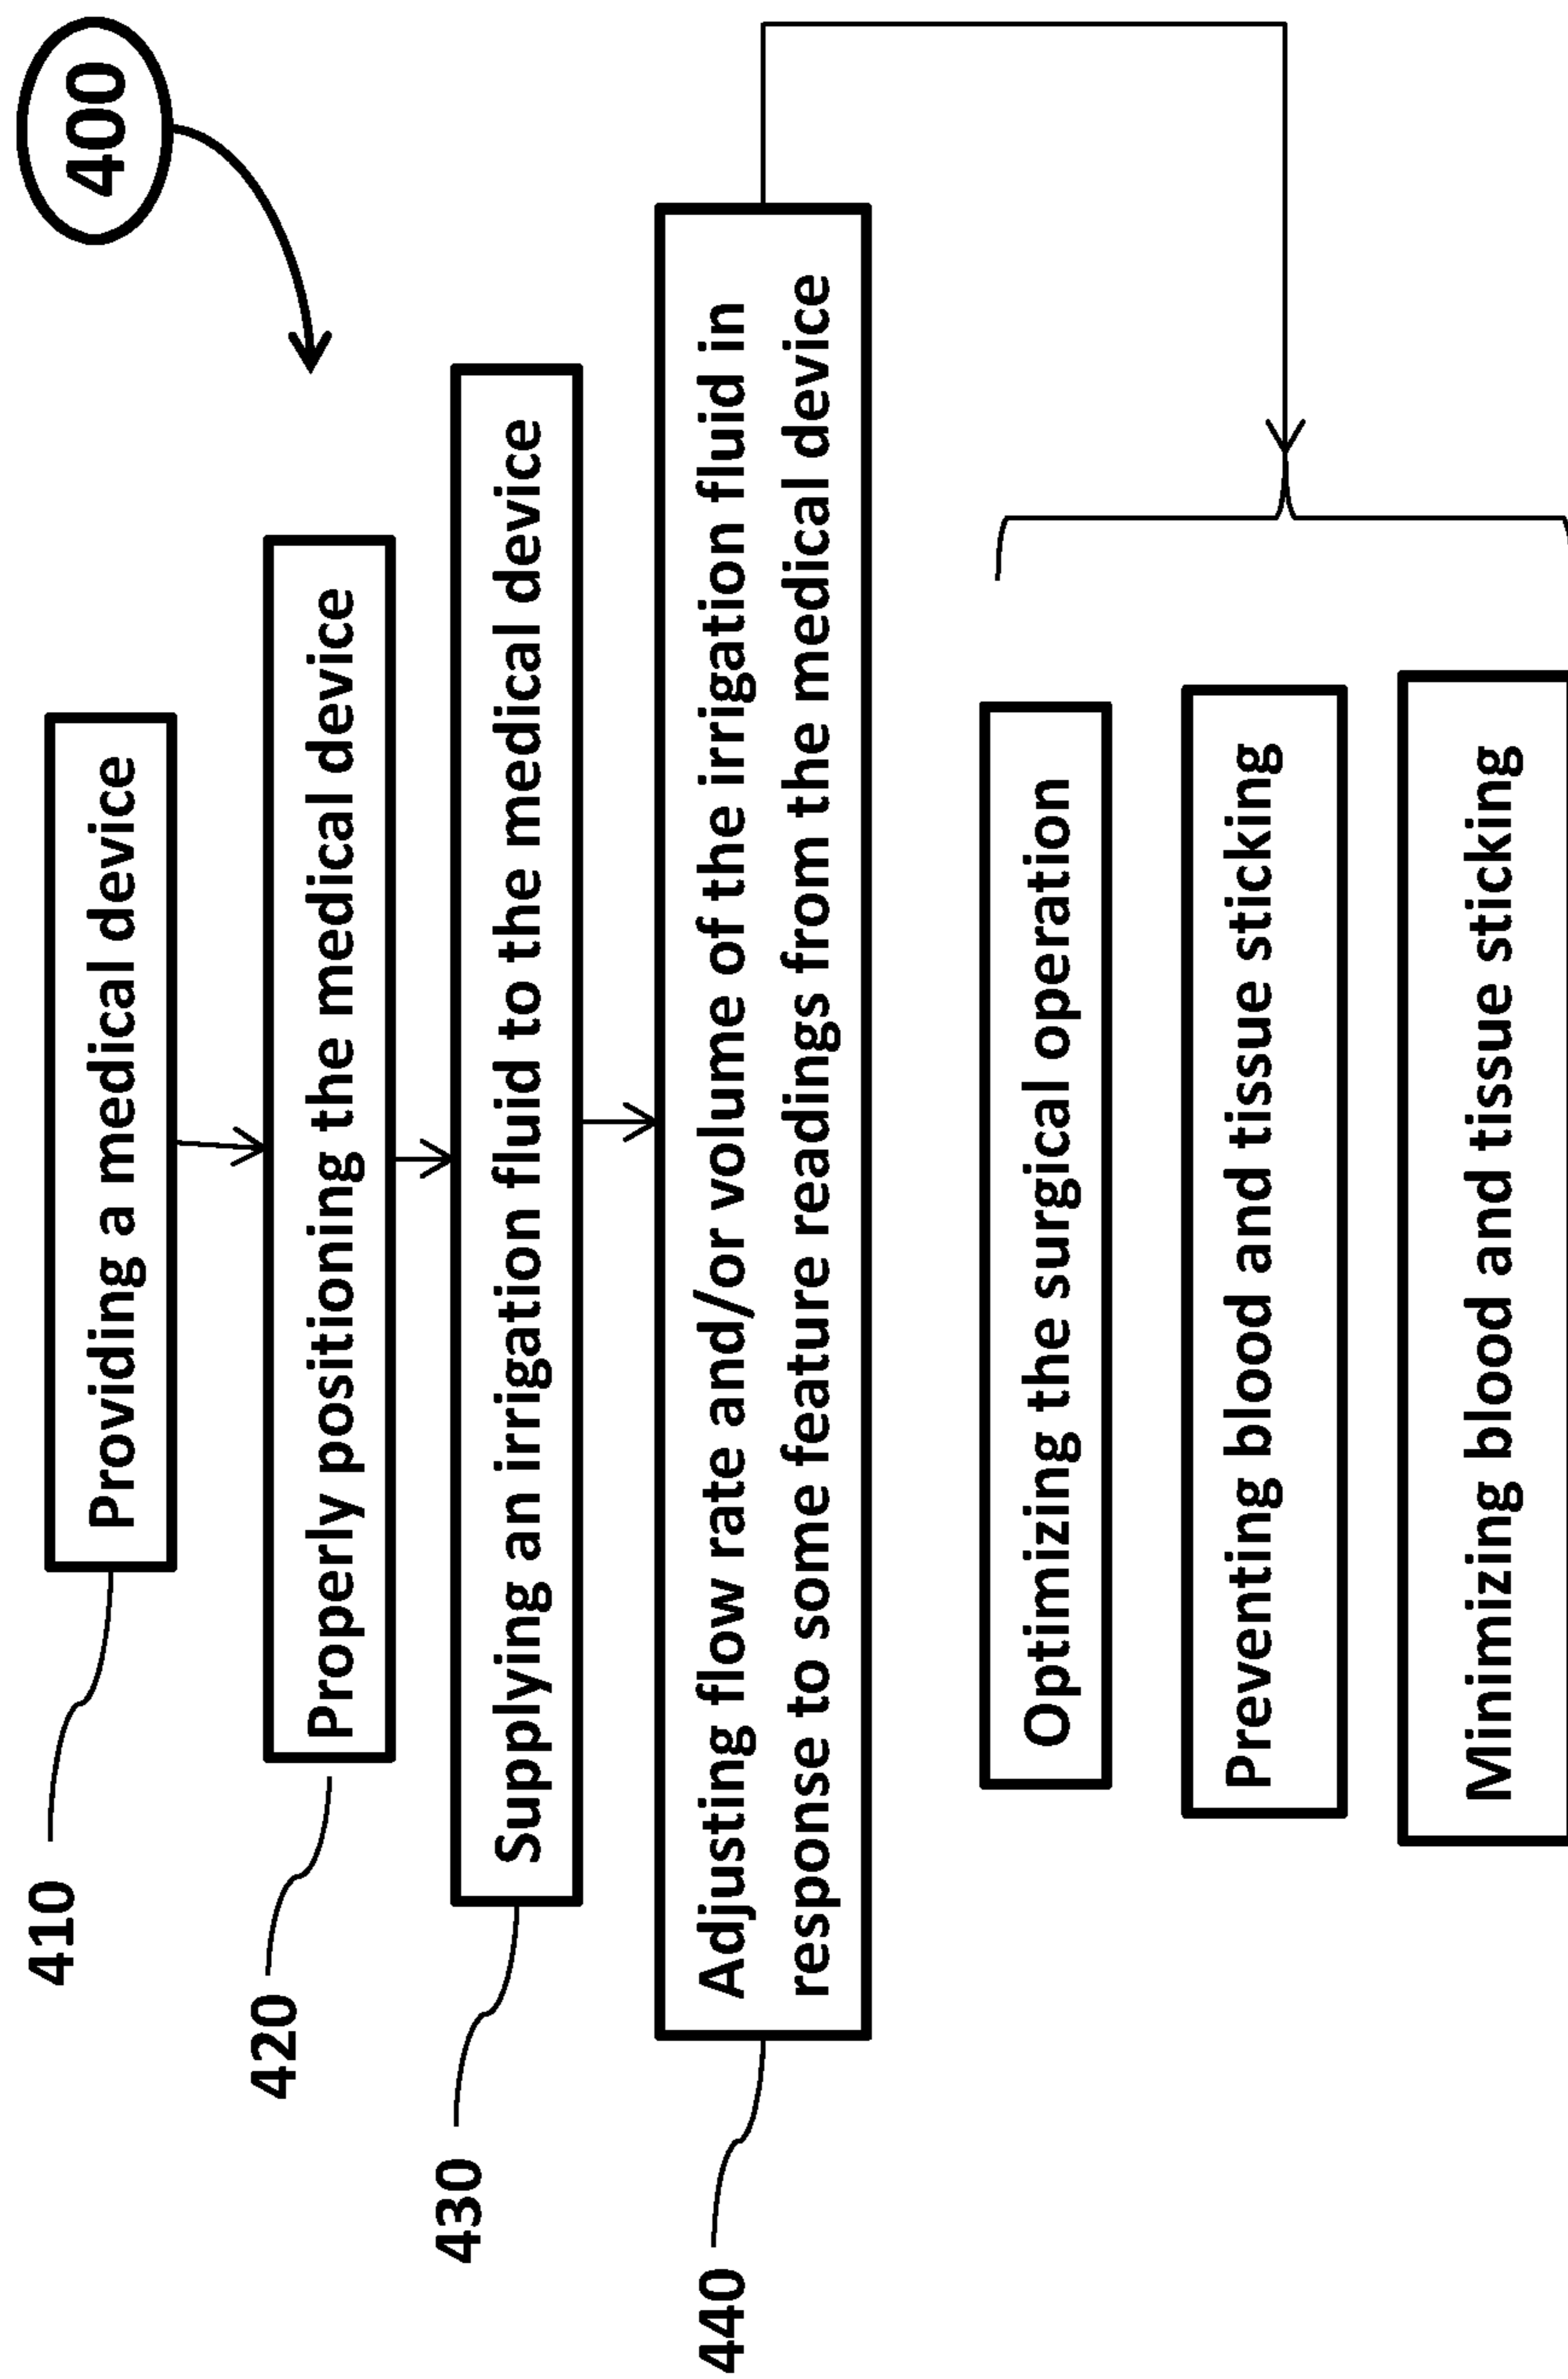 400
410
Providing a medical device
420
Properly positioning the medical device
430
Supplying an irrigation fluid to the medical device
440
Adjusting flow rate and/or volume of the irrigation fluid in
response to some feature readings from the medical device
Optimizing the surgical operation
Preventing blood and tissue sticking
Minimizing blood and tissue sticking